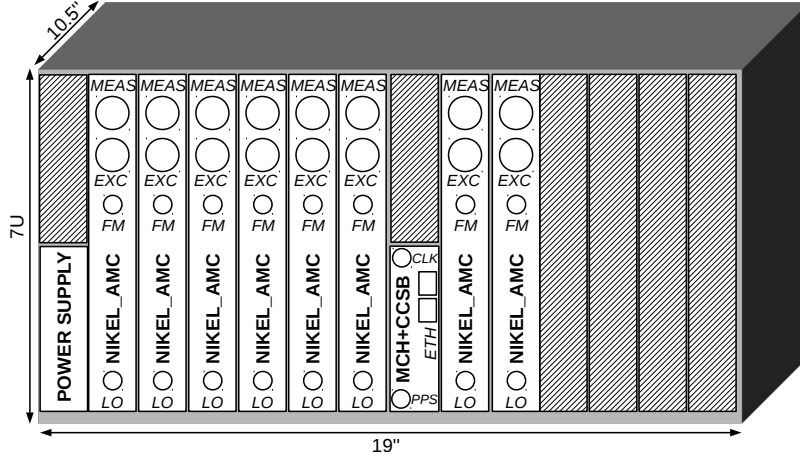 10.5"
MEAS MEAS MEAS MEAS MEAS MEAS MEAS MEAS
EXC EXC EXC EXC EXC EXC EXC EXC
FM FM FM FM FM FM FM FM
7U
POWER SUPPLY
NIKEL_AMC
NIKEL_AMC
NIKEL_AMC
NIKEL_AMC
NIKEL_AMC
NIKEL_AMC
CLK
MCH+CCSB
ETH
PPS
NIKEL_AMC
NIKEL_AMC
LO LO LO LO LO LO LO LO
19"